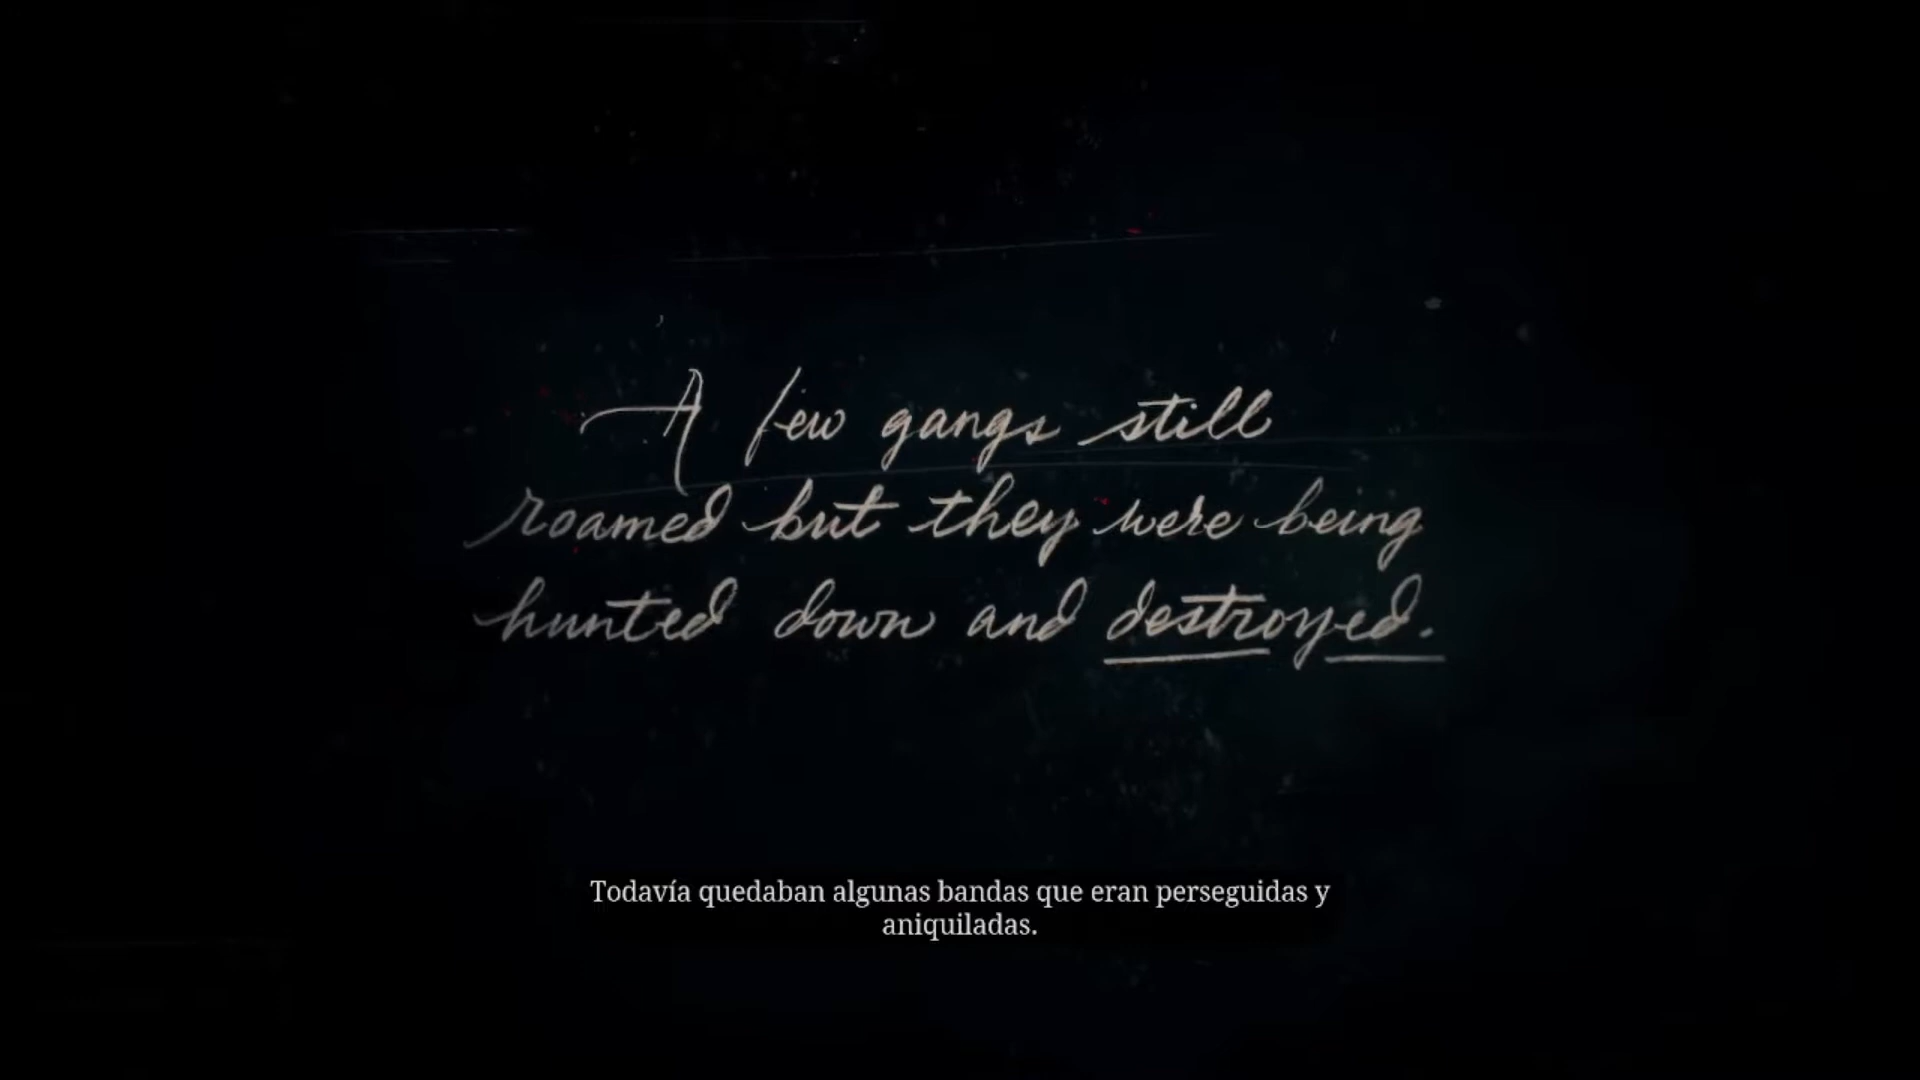 A few gangs still
roamed but they were being
hunted down and destroyed.
Todavía quedaban algunas bandas que eran perseguidas y
aniquiladas.